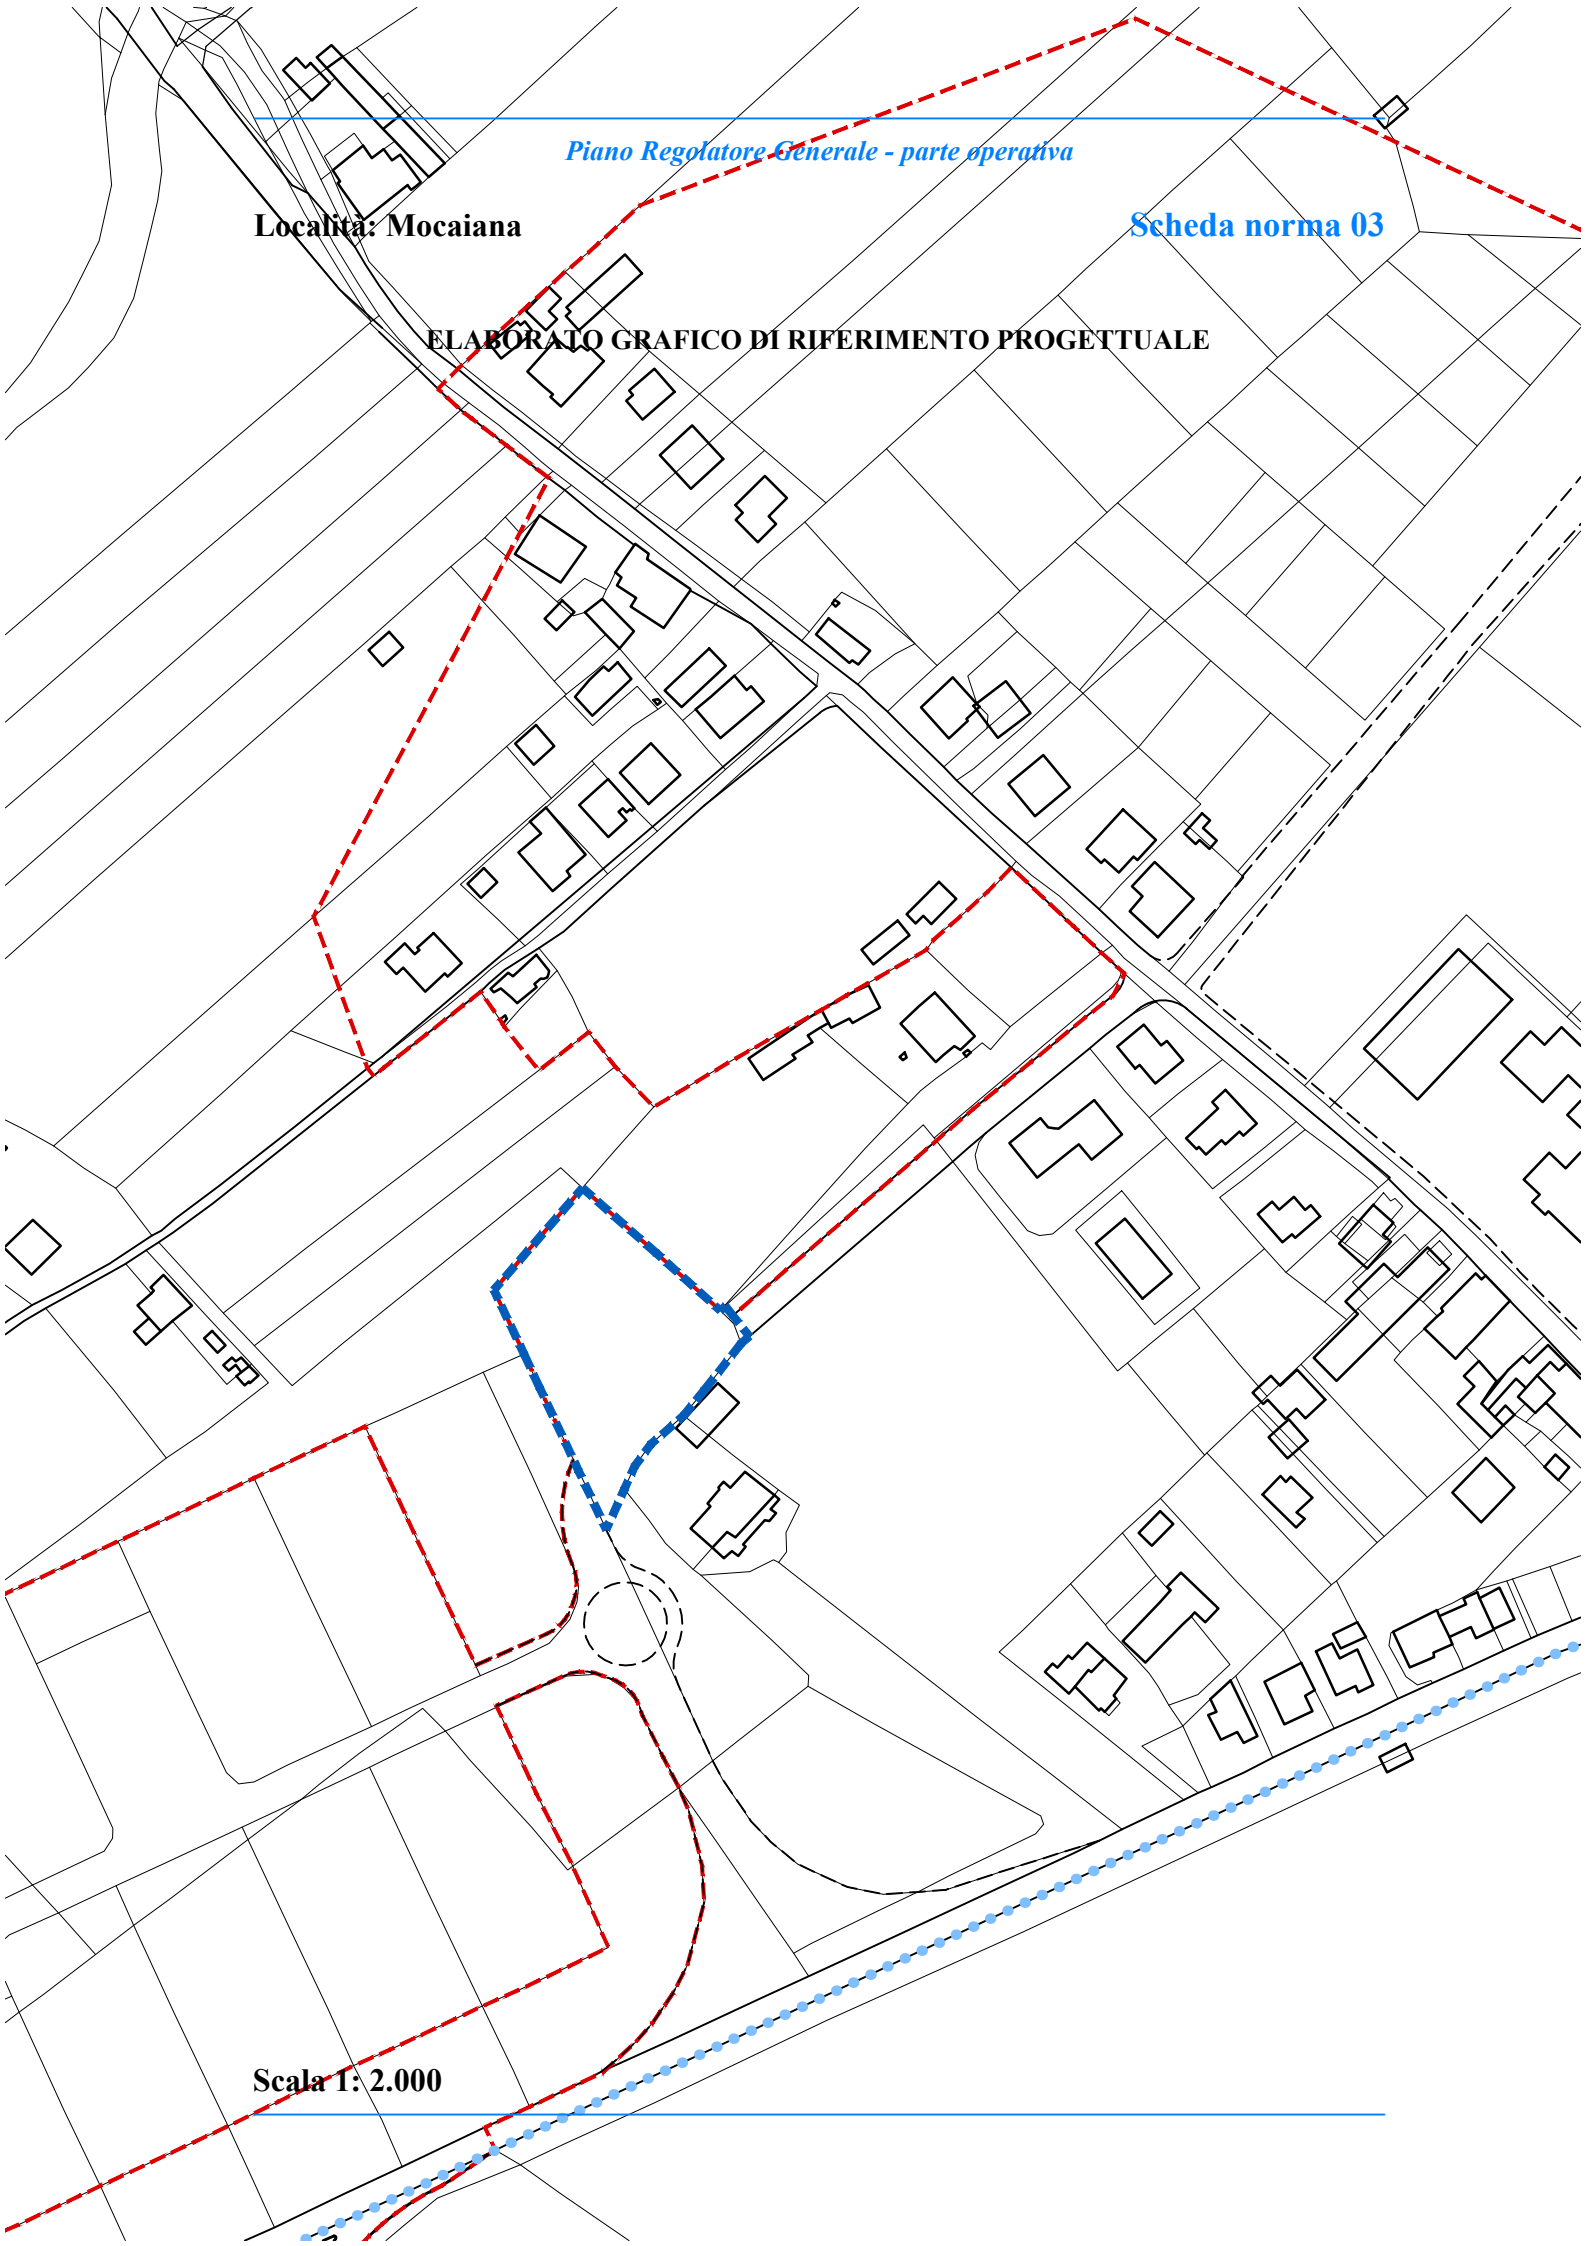 Piano Regolatore Generale - parte operativa
Località: Mocaiana
Scheda norma 03
ELABORATO GRAFICO DI RIFERIMENTO PROGETTUALE
Scala 1: 2.000